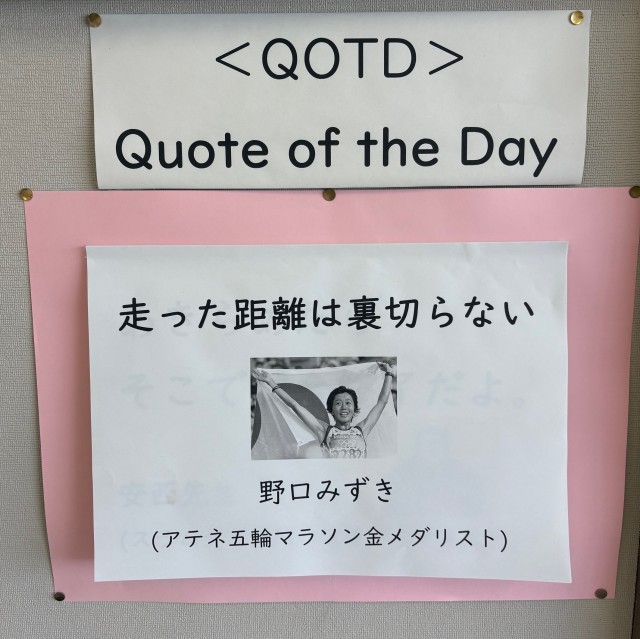 ＜QOTD＞
Quote of the Day
走った距離は裏切らない
野口みずき
(アテネ五輪マラソン金メダリスト)